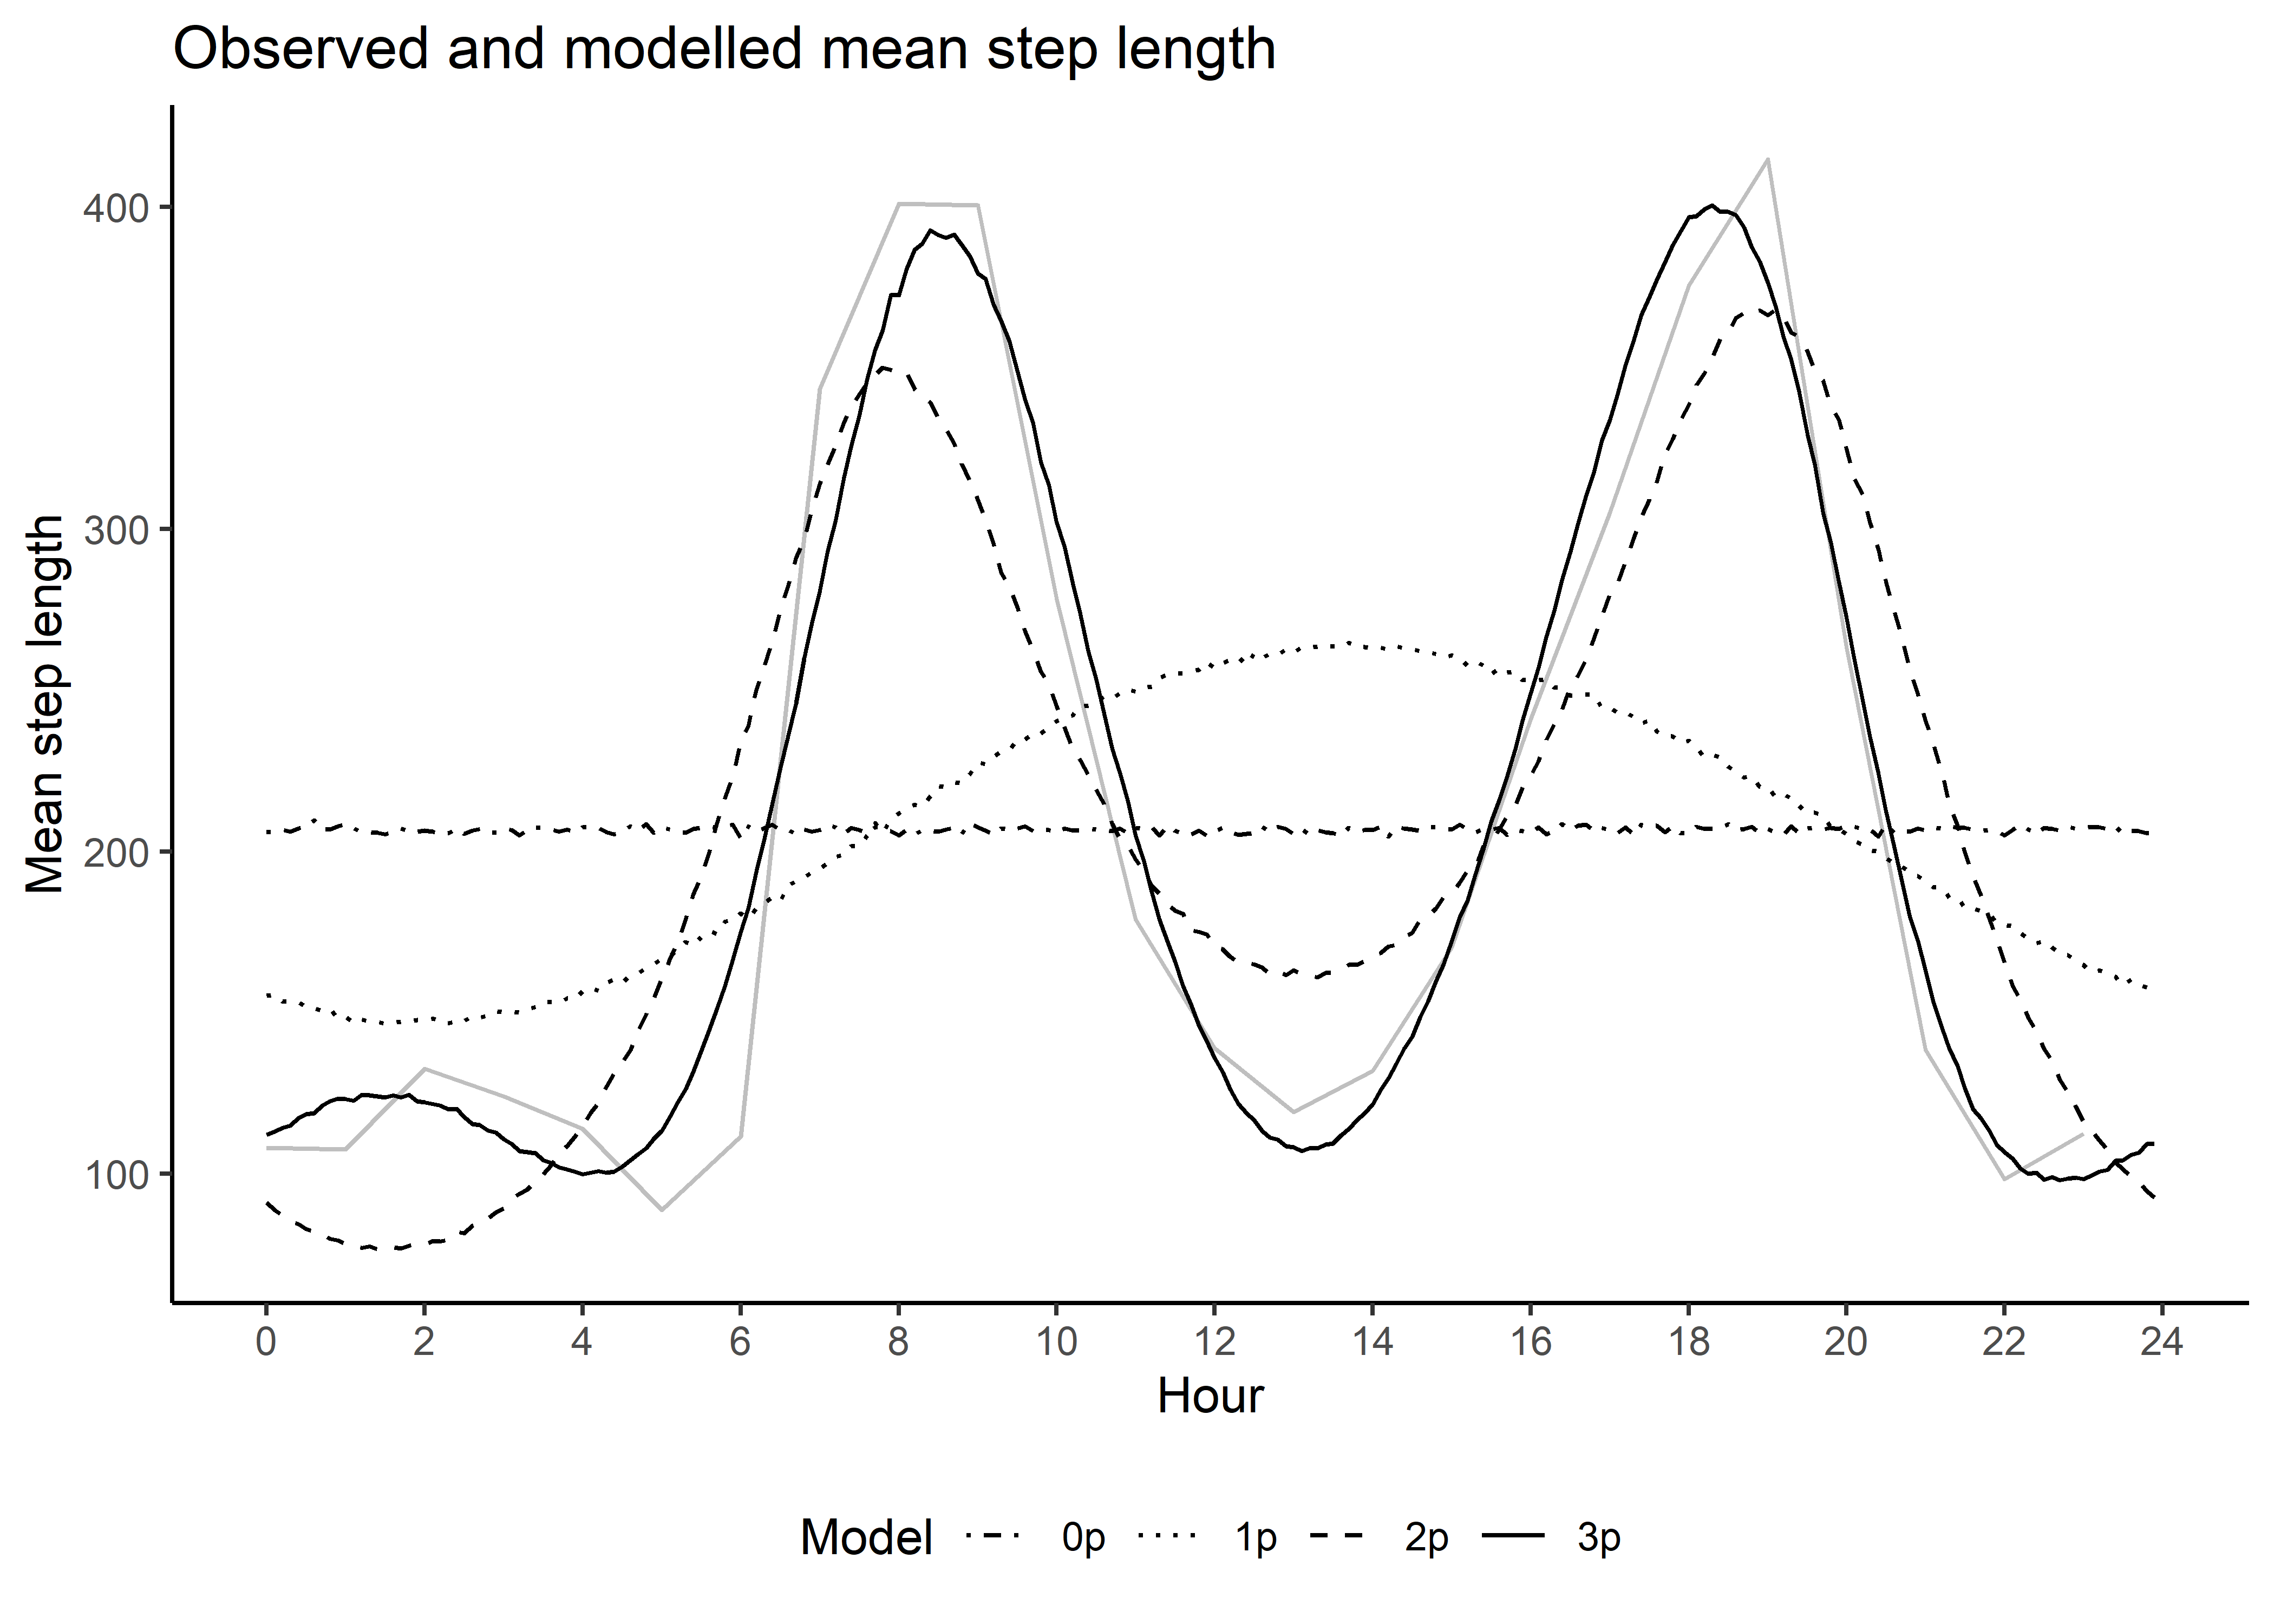 Observed and modelled mean step length
Mean step length
400
300
200
100
0 2 4 6 8 10 12 14 16 18 20 22 24
Hour
Model 0p 1p 2p 3p